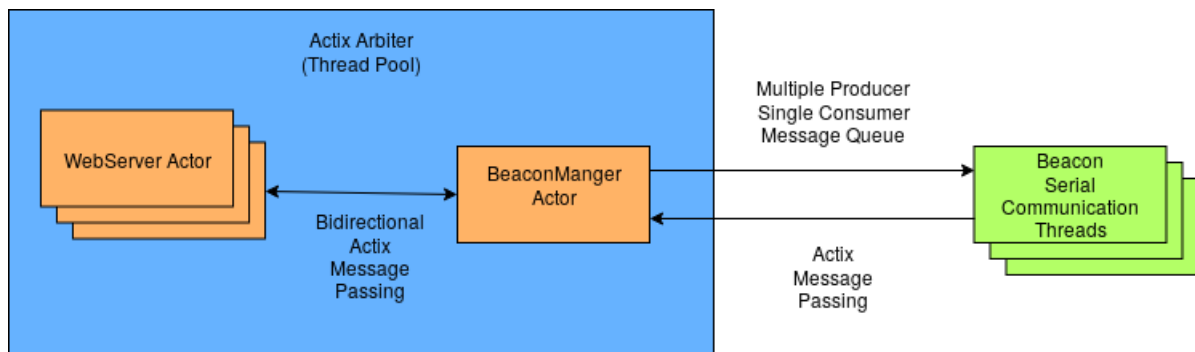 Actix Arbiter
(Thread Pool)
WebServer Actor
Bidirectional
Actix
Message
Passing
BeaconManger
Actor
Multiple Producer
Single Consumer
Message Queue
Actix
Message
Passing
Beacon
Serial
Communication
Threads